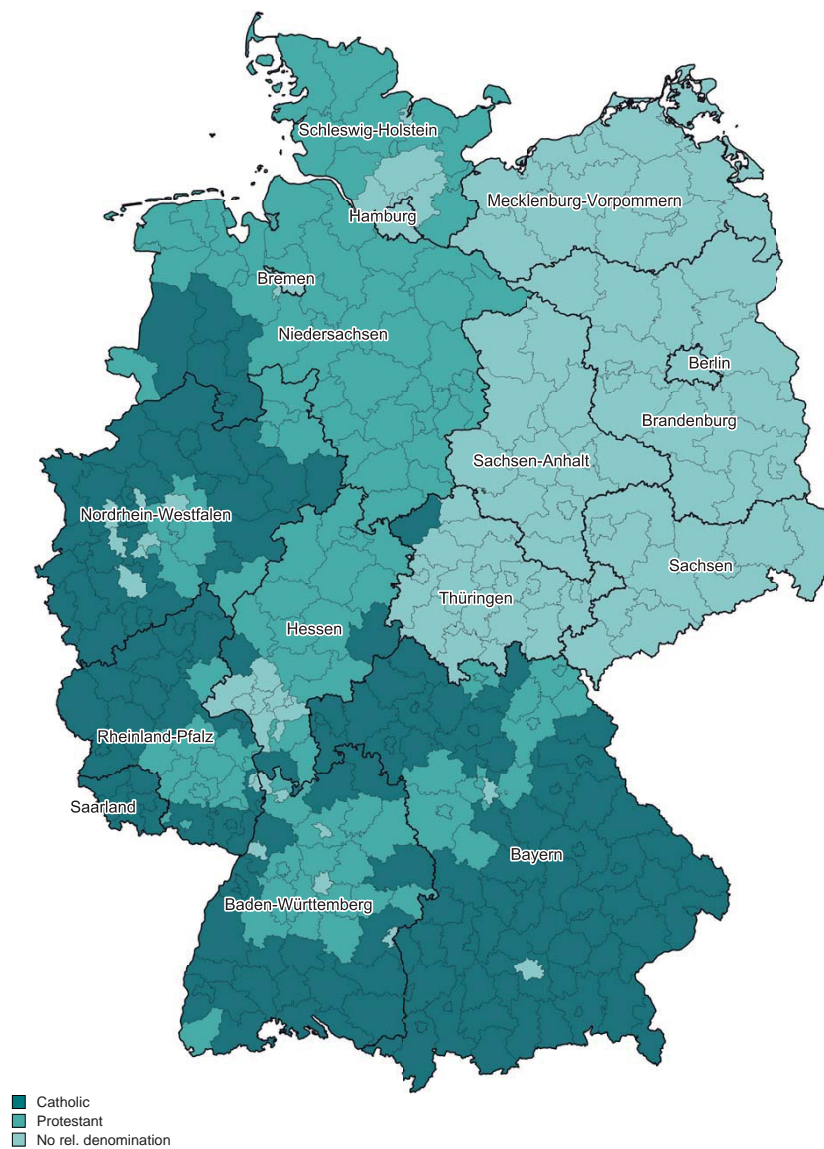 Schleswig-Holstein
Mecklenburg-Vorpommern
Hamburg
Bremen
Niedersachsen
Berlin
Brandenburg
Sachsen-Anhalt
Nordrhein-Westfalen
Sachsen
Thüringen
Hessen
Rheinland-Pfalz
Saarland
Bayern
Baden-Württemberg
Catholic
Protestant
No rel. denomination